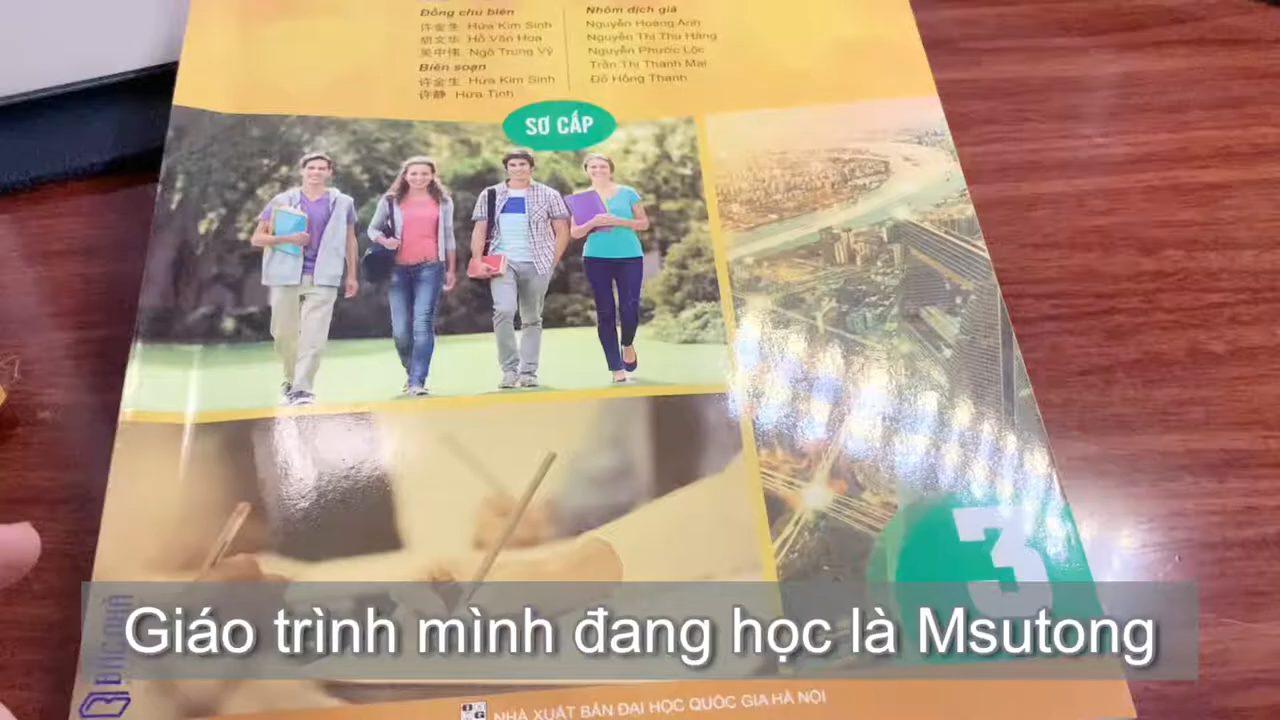 Đồng chủ biên
许金生 Hứa Kim Sinh
胡文华 Hồ Văn Hoa
吴中伟 Ngô Trung Vỹ
Biên soạn
许金生 Hứa Kim Sinh
许静 Hứa Tịnh
Nhóm dịch giả
Nguyễn Hoàng Anh
Nguyễn Thị Thu Hằng
Nguyễn Phước Lộc
Trần Thị Thanh Mai
Đỗ Hồng Thanh
SƠ CẤP
3
Giáo trình mình đang học là Msutong
NHÀ XUẤT BẢN ĐẠI HỌC QUỐC GIA HÀ NỘI